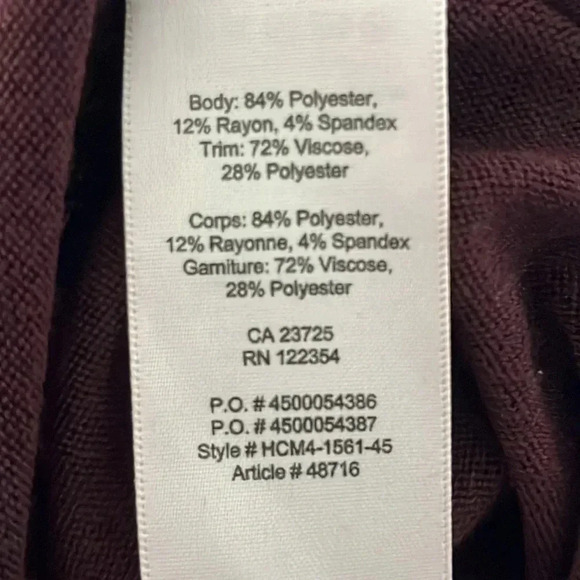 Body: 84% Polyester,
12% Rayon, 4% Spandex
Trim: 72% Viscose,
28% Polyester
Corps: 84% Polyester,
12% Rayonne, 4% Spandex
Garniture: 72% Viscose,
28% Polyester
CA 23725
RN 122354
P.O. # 4500054386
P.O. # 4500054387
Style # HCM4-1561-45
Article # 48716